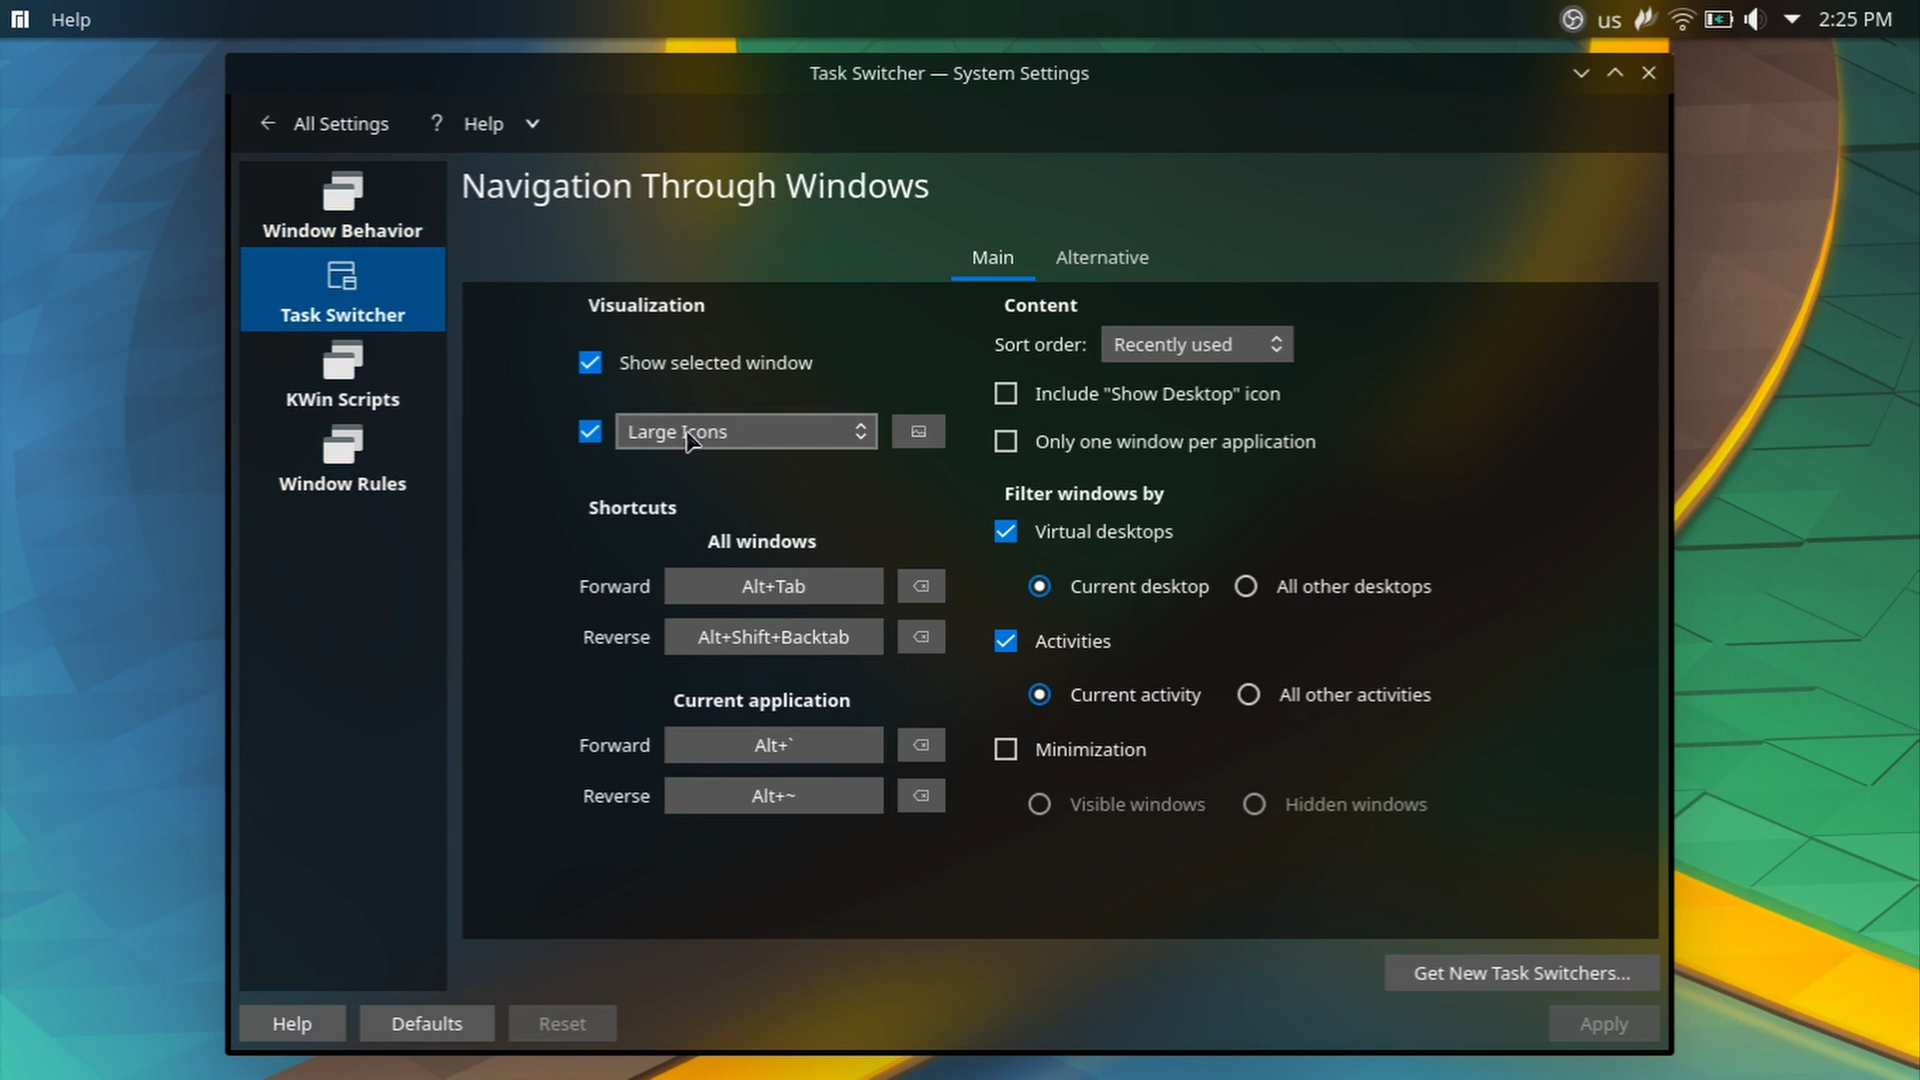 Help
us
2:25 PM
Task Switcher — System Settings
All Settings
? Help
Window Behavior
Task Switcher
KWin Scripts
Window Rules
Navigation Through Windows
Main
Alternative
Visualization
Show selected window
Large Icons
Shortcuts
All windows
Forward
Alt+Tab
Reverse
Alt+Shift+Backtab
Current application
Forward
Alt+`
Reverse
Alt+~
Content
Sort order:
Recently used
Include "Show Desktop" icon
Only one window per application
Filter windows by
Virtual desktops
Current desktop
All other desktops
Activities
Current activity
All other activities
Minimization
Visible windows
Hidden windows
Get New Task Switchers...
Help
Defaults
Reset
Apply